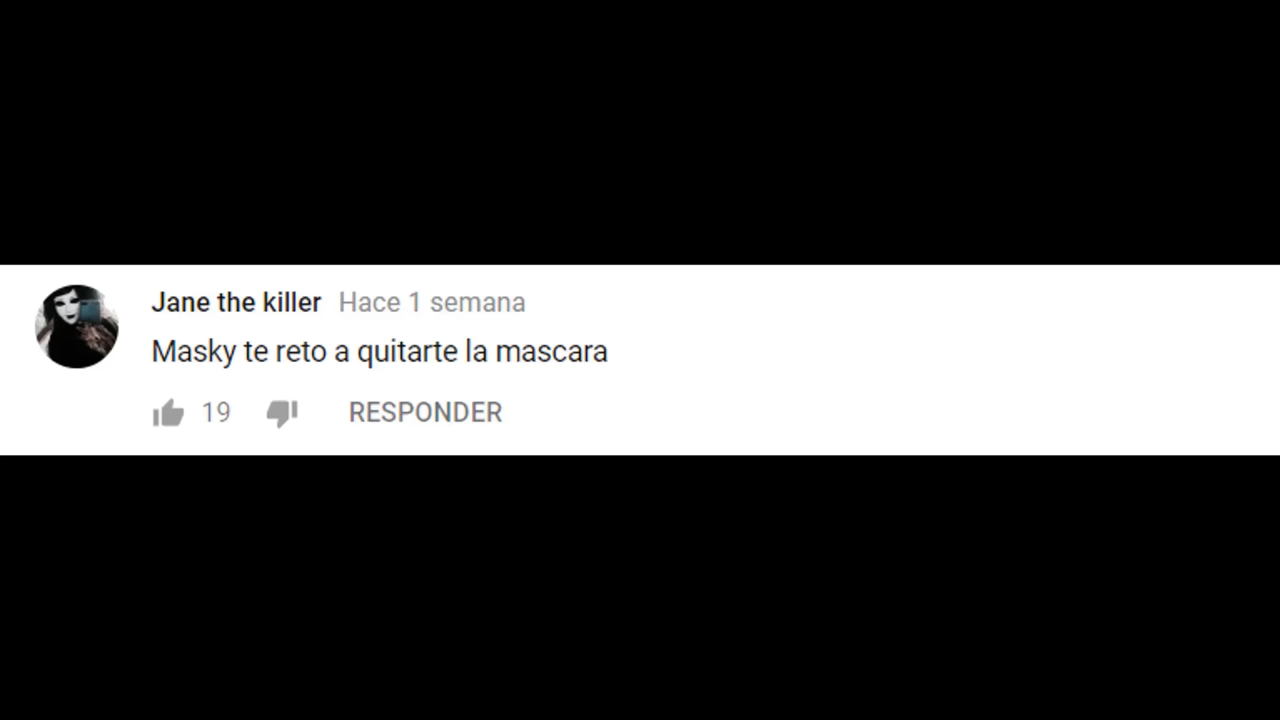 Jane the killer Hace 1 semana
Masky te reto a quitarte la mascara
19 RESPONDER